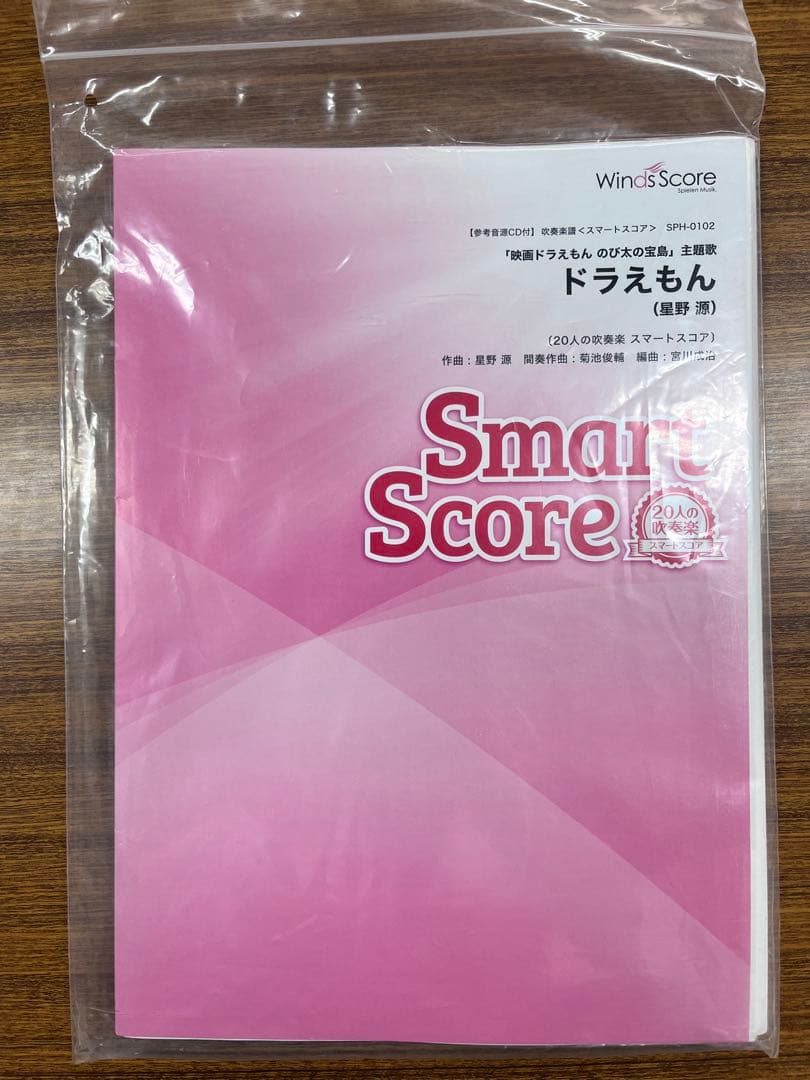 Winds Score
Spielen Musik.
【参考音源CD付】 吹奏楽譜<スマートスコア> SPH-0102
「映画ドラえもん のび太の宝島」主題歌
ドラえもん
(星野 源)
〔20人の吹奏楽 スマートスコア〕
作曲:星野 源 間奏作曲:菊池俊輔 編曲:宮川成治
Smart
Score
20人の
吹奏楽
スマートスコア